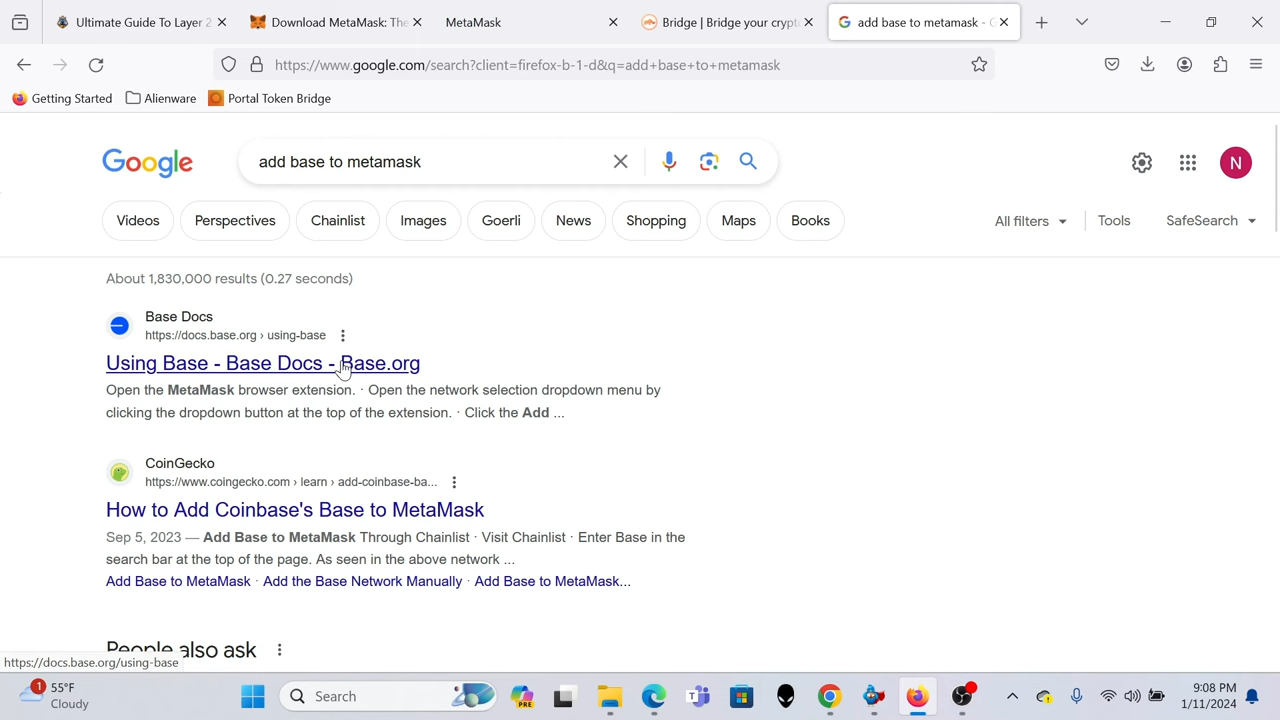 Ultimate Guide To Layer 2
Download MetaMask: The
MetaMask
Bridge | Bridge your crypto
add base to metamask - G
https://www.google.com/search?client=firefox-b-1-d&q=add+base+to+metamask
Getting Started
Alienware
Portal Token Bridge
Google
add base to metamask
N
Videos
Perspectives
Chainlist
Images
Goerli
News
Shopping
Maps
Books
All filters
Tools
SafeSearch
About 1,830,000 results (0.27 seconds)
Base Docs
https://docs.base.org › using-base
Using Base - Base Docs - Base.org
Open the MetaMask browser extension. · Open the network selection dropdown menu by
clicking the dropdown button at the top of the extension. · Click the Add ...
CoinGecko
https://www.coingecko.com › learn › add-coinbase-ba...
How to Add Coinbase's Base to MetaMask
Sep 5, 2023 — Add Base to MetaMask Through Chainlist · Visit Chainlist · Enter Base in the
search bar at the top of the page. As seen in the above network ...
Add Base to MetaMask · Add the Base Network Manually · Add Base to MetaMask...
People also ask
https://docs.base.org/using-base
1
55°F
Cloudy
Search
PRE
9:08 PM
1/11/2024